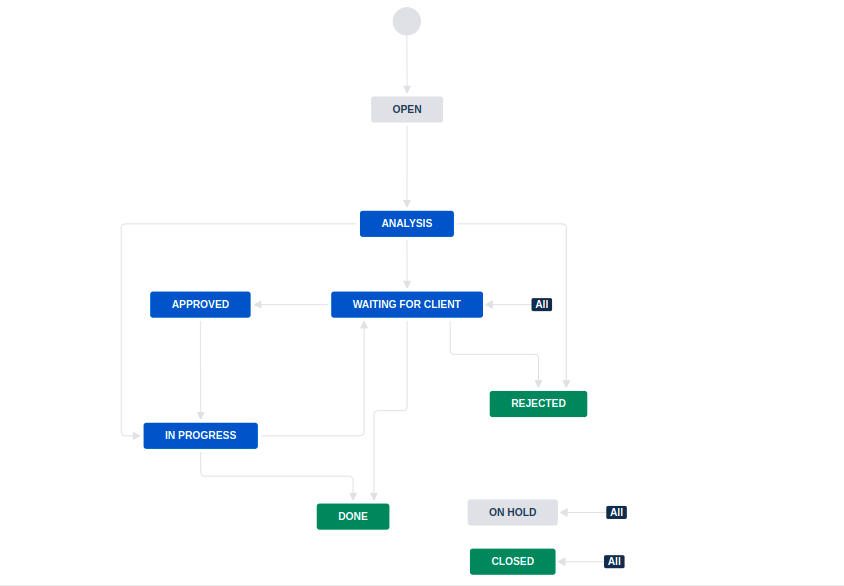 OPEN
ANALYSIS
APPROVED
WAITING FOR CLIENT
All
REJECTED
IN PROGRESS
DONE
ON HOLD
All
CLOSED
All